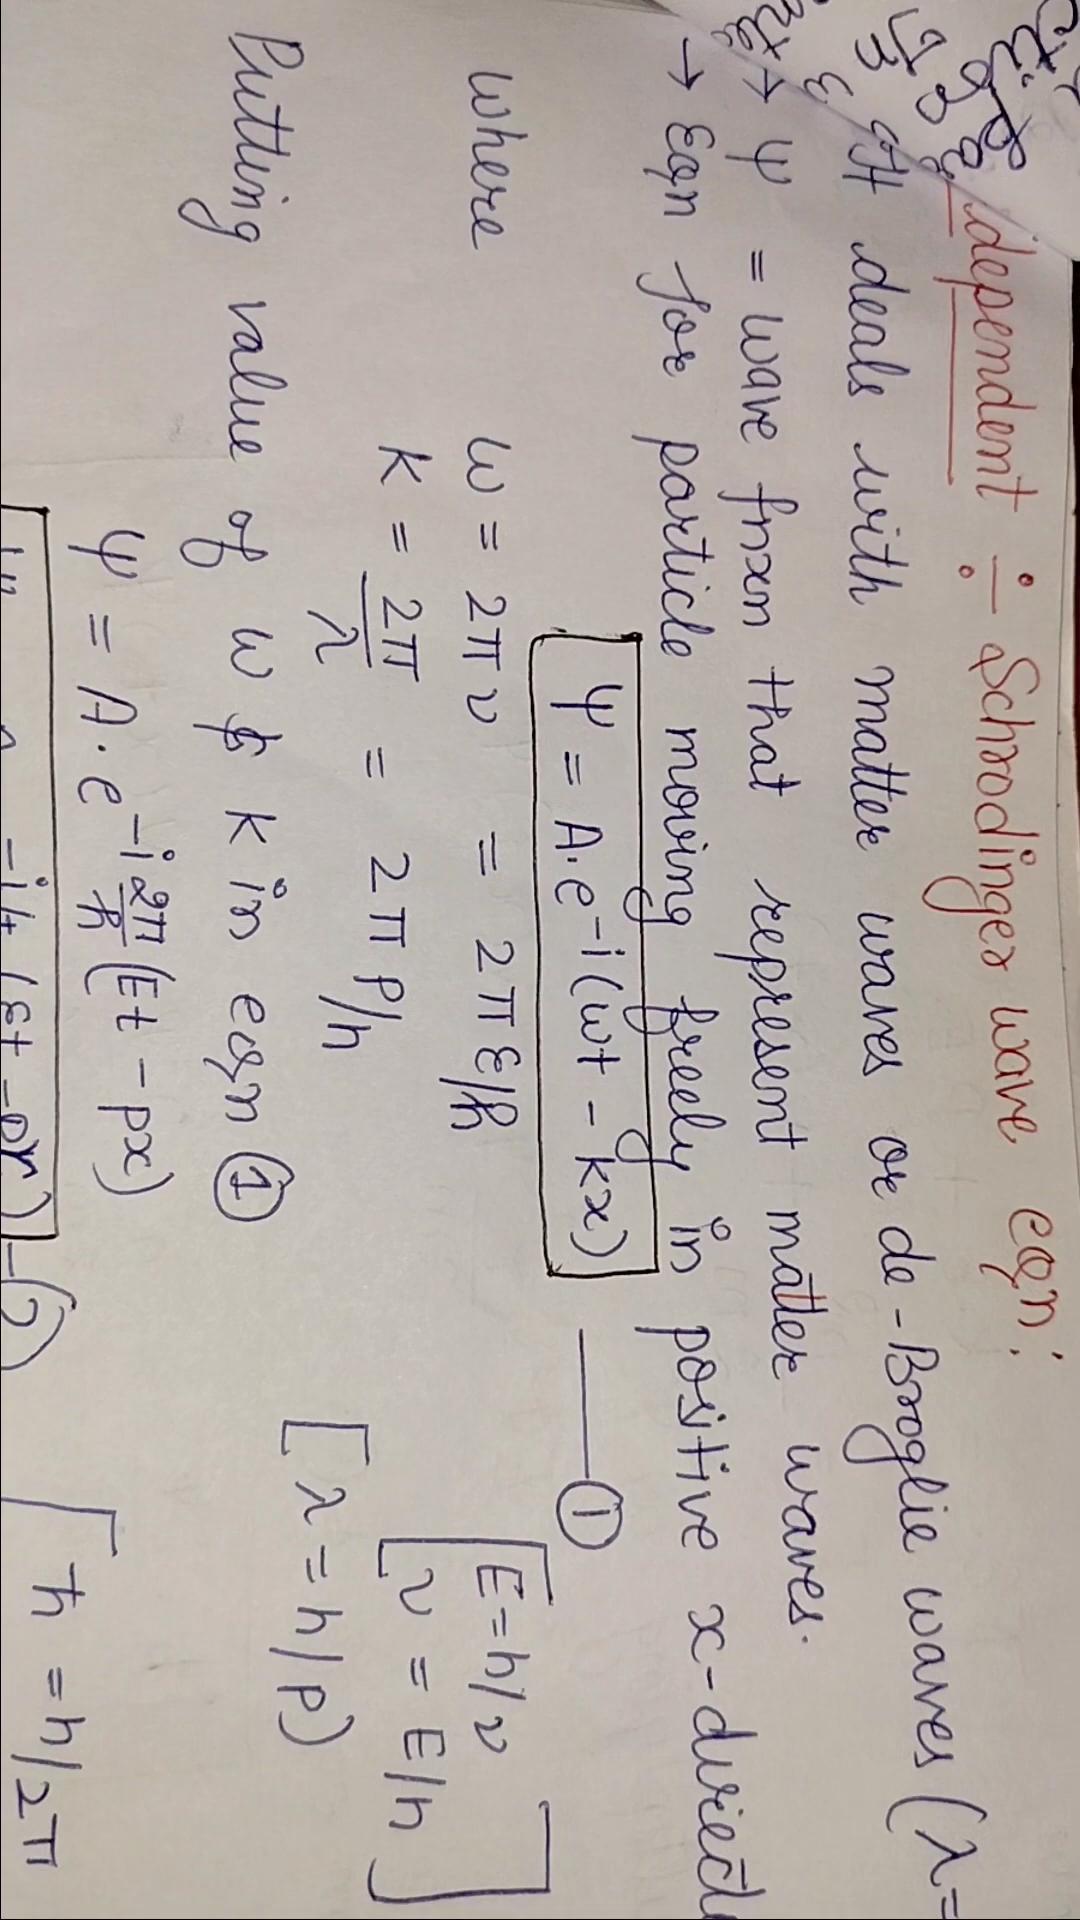 dependent :- Schrodinger wave eqn:
It deals with matter waves or de-Broglie waves (λ=
→ ψ = wave fnxn that represent matter waves.
→ Eqn for particle moving freely in positive x-direct
ψ = A.e^-i(ωt - kx) — ①
where ω = 2πν = 2πε/h [E=h/ν
ν = E/h]
K = 2π/λ = 2π P/h [λ = h/p)
Putting value of ω & K in eqn ①
ψ = A.e^-i 2π/h (Et - px)
[ħ = h/2π